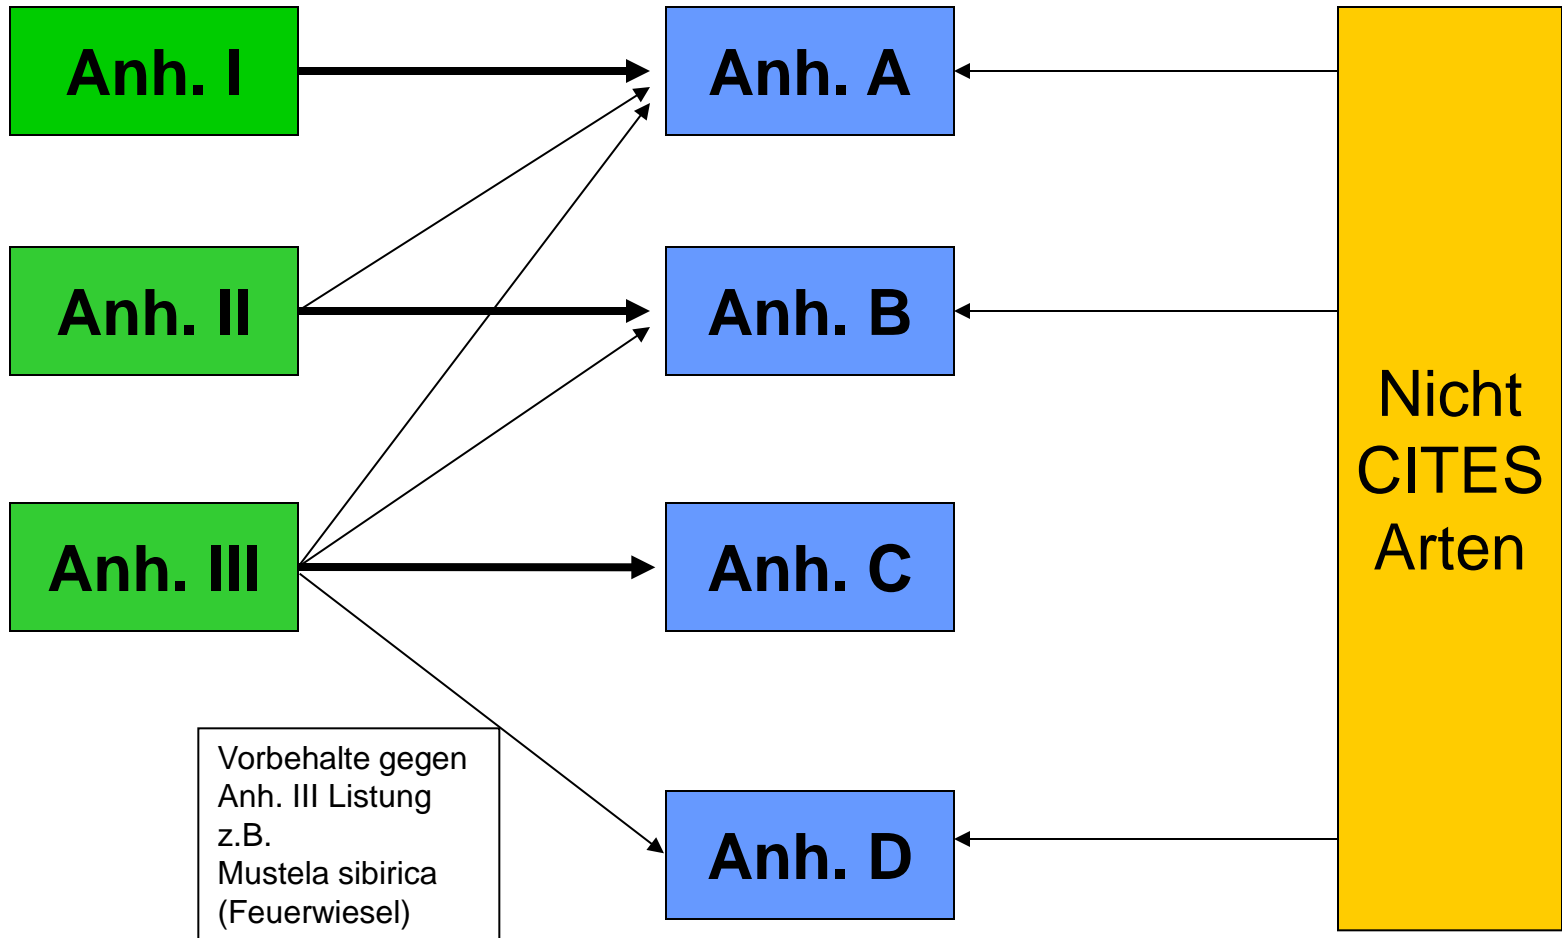 Anh. I
Anh. A
Anh. II
Anh. B
Anh. III
Anh. C
Anh. D
Nicht
CITES
Arten
Vorbehalte gegen
Anh. III Listung
z.B.
Mustela sibirica
(Feuerwiesel)